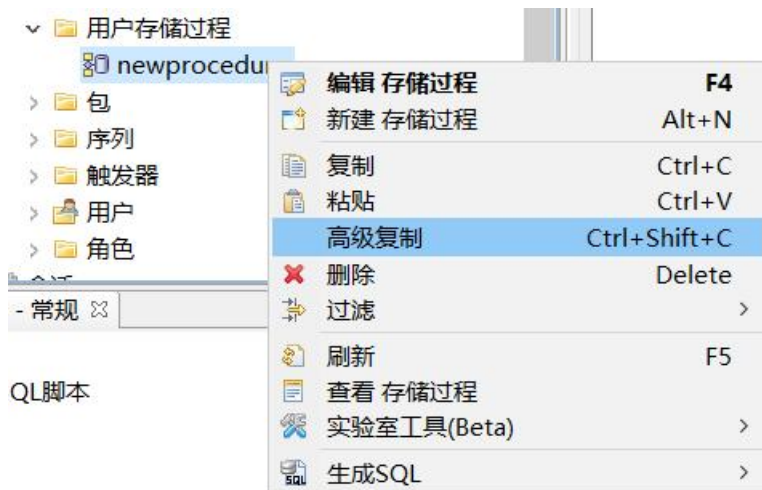 用户存储过程
newprocedur
包
序列
触发器
用户
角色
- 常规
QL脚本
编辑 存储过程 F4
新建 存储过程 Alt+N
复制 Ctrl+C
粘贴 Ctrl+V
高级复制 Ctrl+Shift+C
删除 Delete
过滤
刷新 F5
查看 存储过程
实验室工具(Beta)
生成SQL